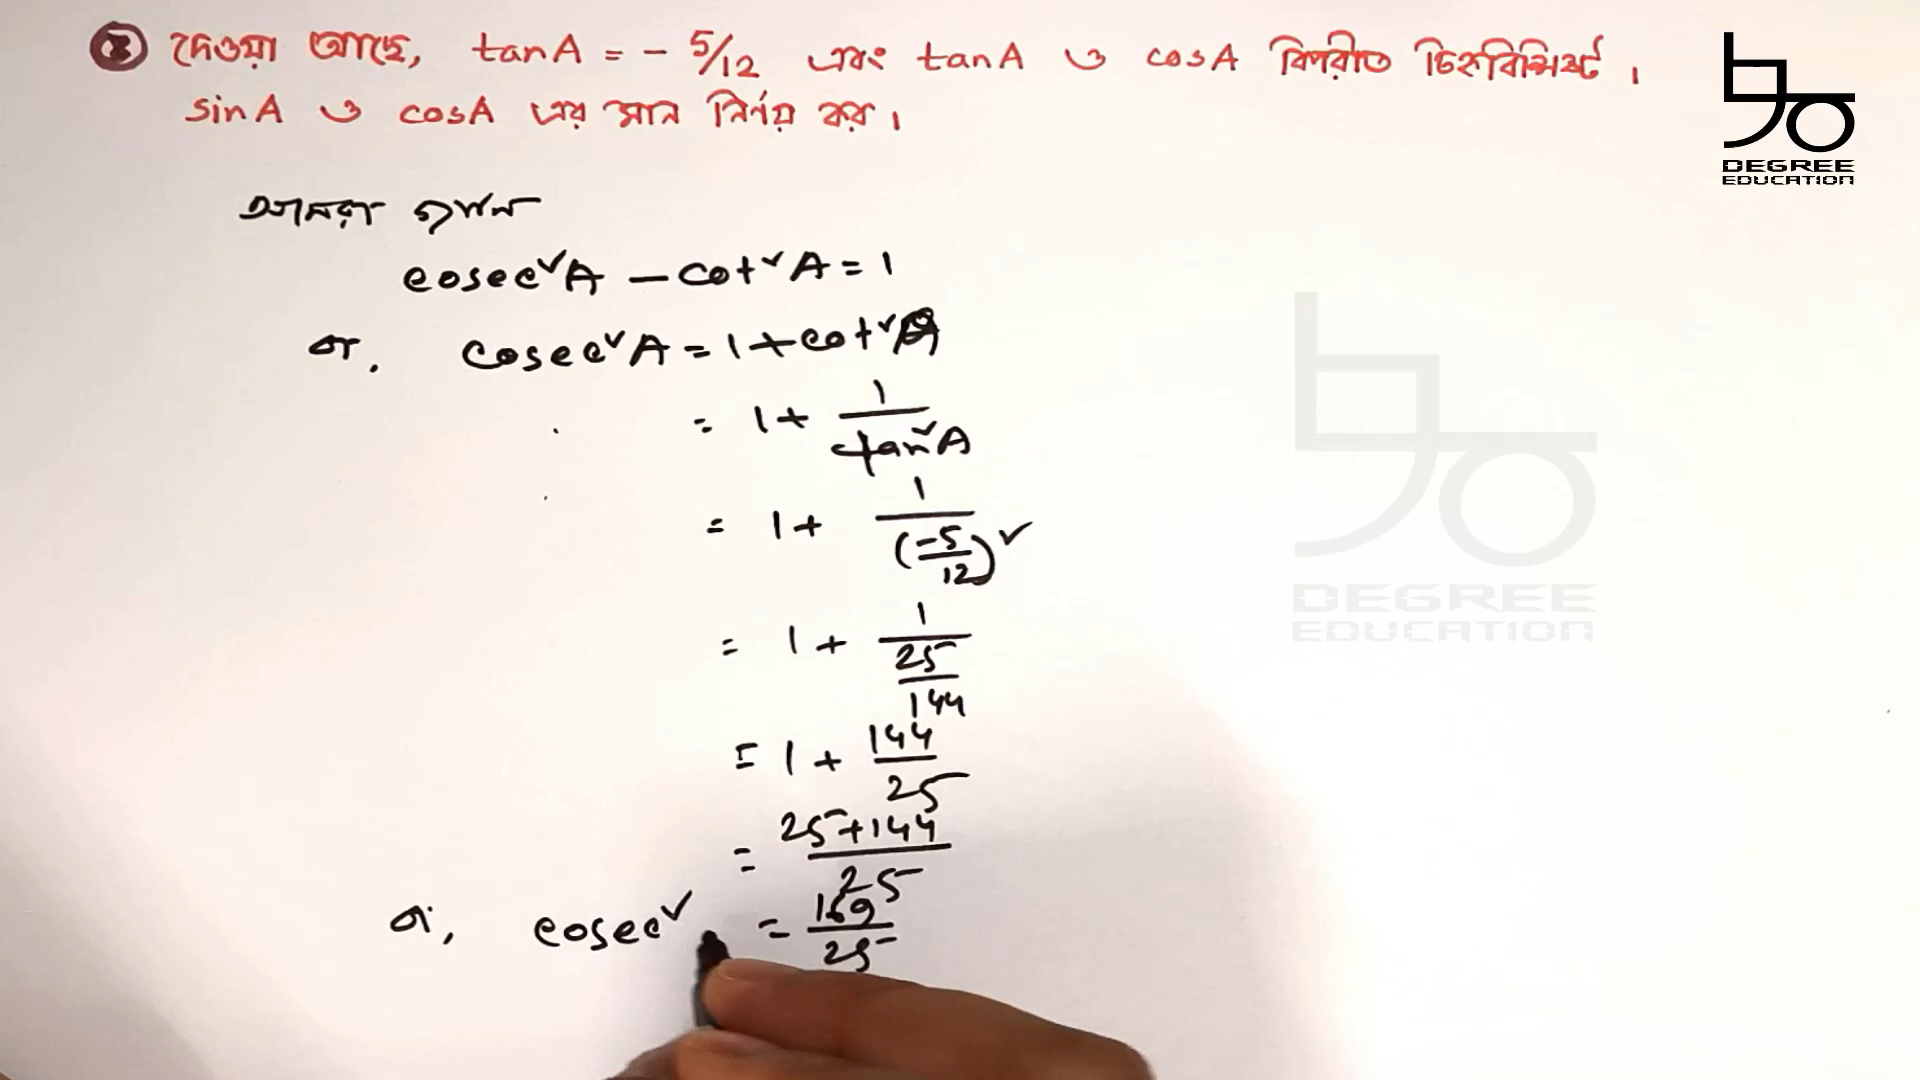 ৪ দেওয়া আছে, tanA = - 5/12 এবং tanA ও cosA বিপরীত চিহ্নবিশিষ্ট ।
sinA ও cosA এর মান নির্ণয় কর ।
DEGREE
EDUCATION
আমরা জানি
cosec²A - cot²A = 1
বা, cosec²A = 1 + cot²A
= 1 + 1/tan²A
= 1 + 1/(-5/12)²
= 1 + 1/(25/144)
= 1 + 144/25
= (25+144)/25
বা, cosec² = 169/25
DEGREE
EDUCATION